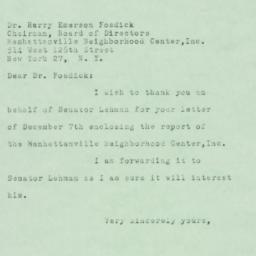 Dr. Harry Emerson Fosdick
Chairman, Board of Directors
Manhattanville Neighborhood Center,Inc.
514 West 126th Street
New York 27, N. Y.
Dear Dr. Fosdick:
I wish to thank you on
behalf of Senator Lehman for your letter
of December 7th enclosing the report of
the Manhattanville Neighborhood Center,Inc.
I am forwarding it to
Senator Lehman as I am sure it will interest
him.
Very sincerely yours,